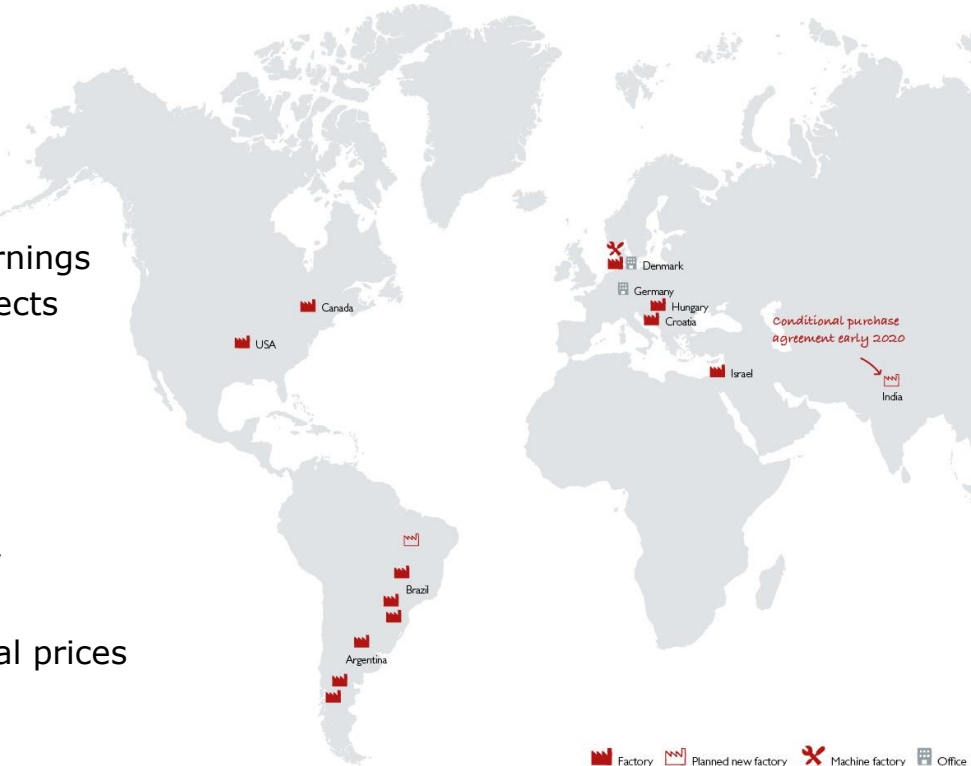 rnings
ects
al prices
Canada
USA
Denmark
Germany
Hungary
Croatia
Israel
Conditional purchase
agreement early 2020
India
Brazil
Argentina
Factory Planned new factory Machine factory Office